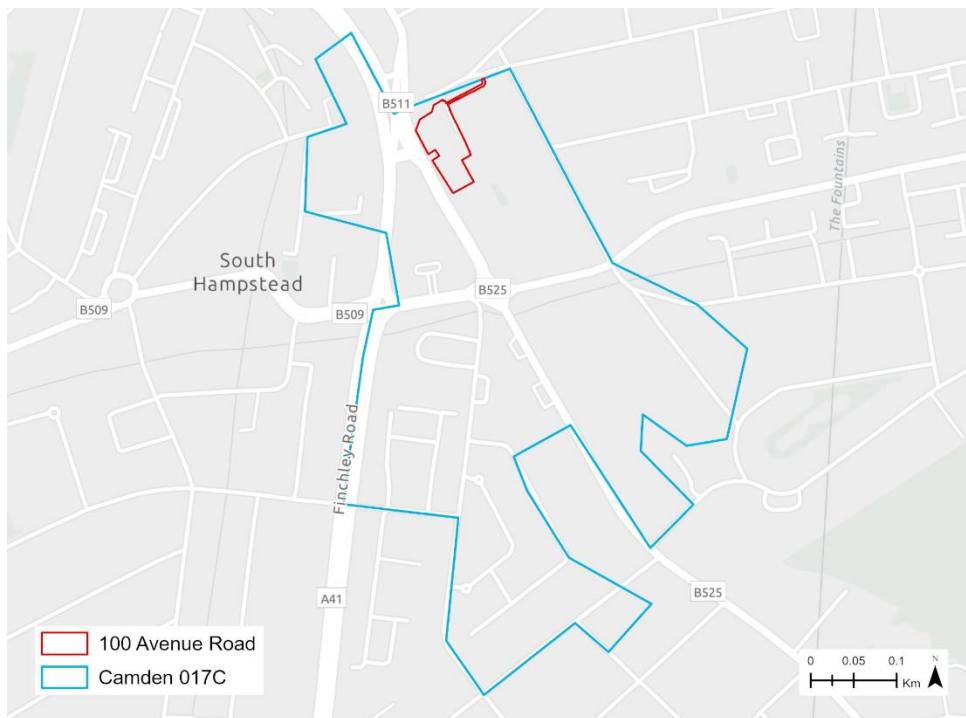 B511
The Fountains
South
Hampstead
B525
B509
B509
Finchley Road
B525
A41
100 Avenue Road
Camden 017C
0 0.05 0.1
Km
N